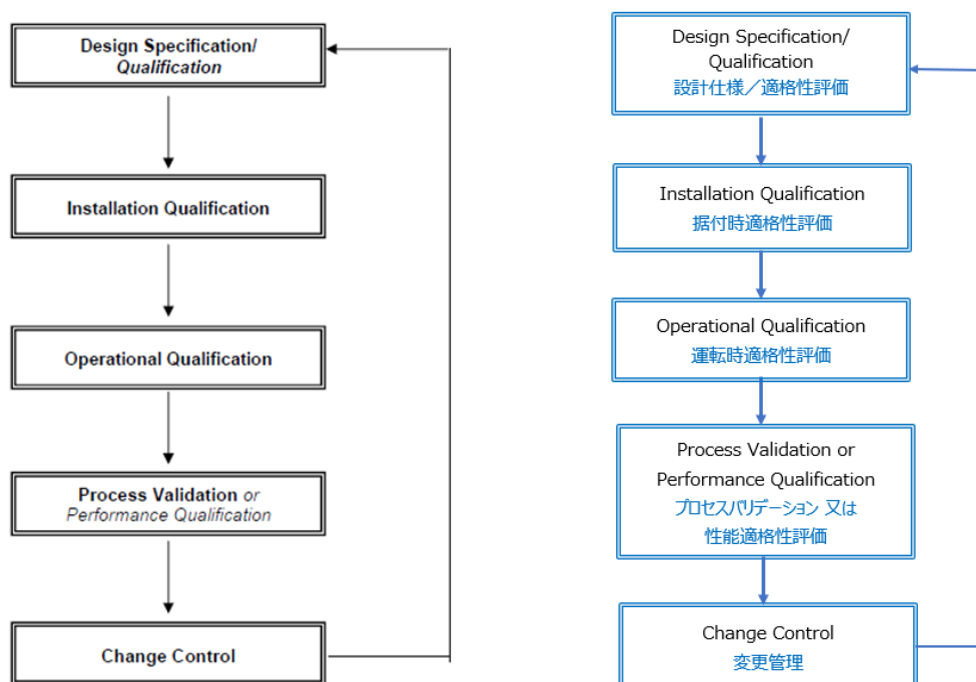 Design Specification/
Qualification
Installation Qualification
Operational Qualification
Process Validation or
Performance Qualification
Change Control
Design Specification/
Qualification
設計仕様／適格性評価
Installation Qualification
据付時適格性評価
Operational Qualification
運転時適格性評価
Process Validation or
Performance Qualification
プロセスバリデーション 又は
性能適格性評価
Change Control
変更管理